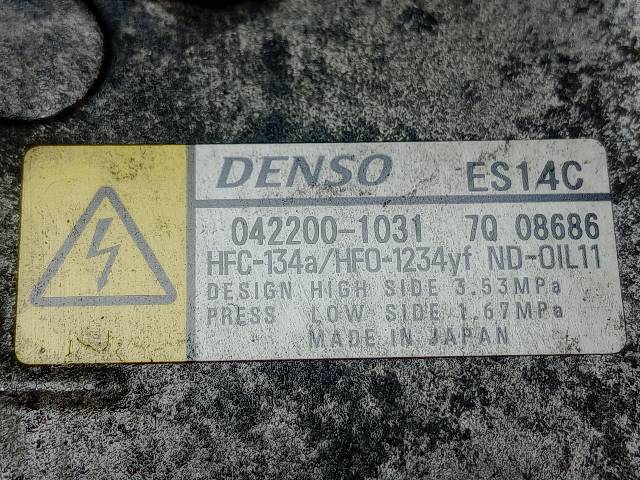 DENSO ES14C
042200-1031 7Q 08686
HFC-134a/HFO-1234yf ND-OIL11
DESIGN HIGH SIDE 3.53MPa
PRESS LOW SIDE 1.67MPa
MADE IN JAPAN